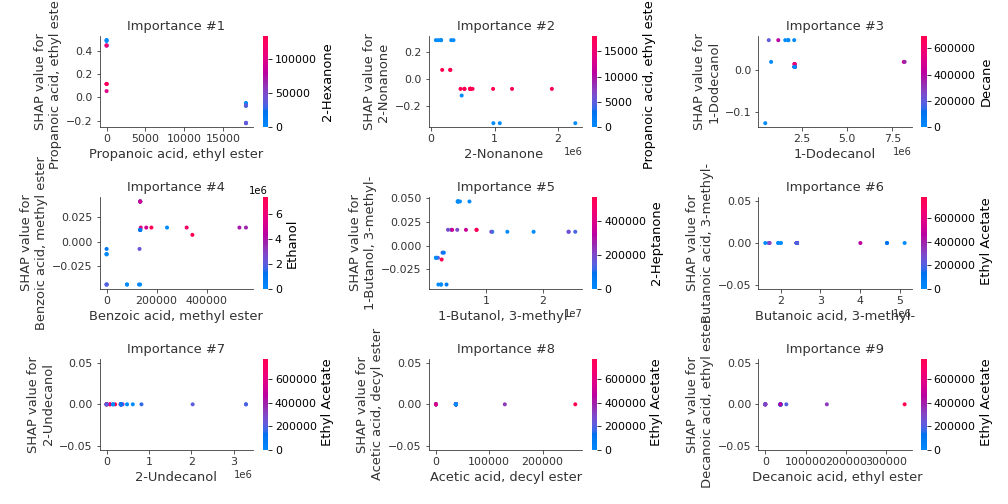 Importance #1
SHAP value for
Propanoic acid, ethyl ester
0.4
0.2
0.0
−0.2
0
5000
10000
15000
Propanoic acid, ethyl ester
100000
50000
0
2-Hexanone
Importance #2
SHAP value for
2-Nonanone
0.2
0.0
−0.2
0
1
2
1e6
2-Nonanone
15000
10000
5000
0
Propanoic acid, ethyl ester
Importance #3
SHAP value for
1-Dodecanol
0.0
−0.1
2.5
5.0
7.5
1e6
1-Dodecanol
600000
400000
200000
0
Decane
Importance #4
SHAP value for
Benzoic acid, methyl ester
0.025
0.000
−0.025
0
200000
400000
Benzoic acid, methyl ester
1e6
6
4
2
0
Ethanol
Importance #5
SHAP value for
1-Butanol, 3-methyl-
0.050
0.025
0.000
−0.025
1
2
1e7
1-Butanol, 3-methyl-
400000
200000
0
2-Heptanone
Importance #6
SHAP value for
Butanoic acid, 3-methyl-
0.05
0.00
−0.05
2
3
4
5
1e6
Butanoic acid, 3-methyl-
600000
400000
200000
0
Ethyl Acetate
Importance #7
SHAP value for
2-Undecanol
0.05
0.00
−0.05
0
1
2
3
1e6
2-Undecanol
600000
400000
200000
0
Ethyl Acetate
Importance #8
SHAP value for
Acetic acid, decyl ester
0.05
0.00
−0.05
0
100000
200000
Acetic acid, decyl ester
600000
400000
200000
0
Ethyl Acetate
Importance #9
SHAP value for
Decanoic acid, ethyl ester
0.05
0.00
−0.05
0
100000
200000
300000
Decanoic acid, ethyl ester
600000
400000
200000
0
Ethyl Acetate